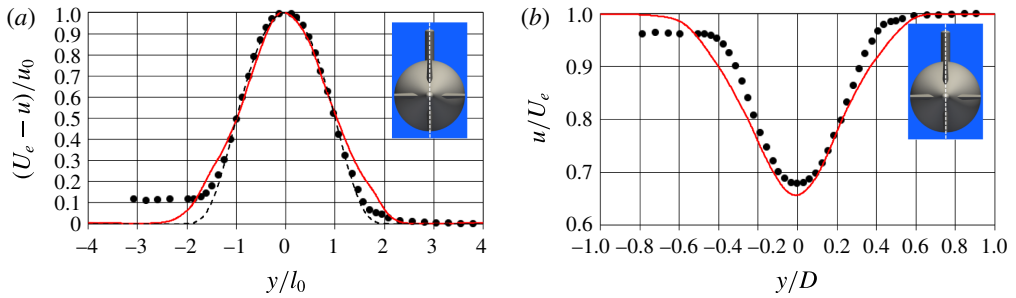 (a)
1.0
0.9
0.8
0.7
0.6
0.5
0.4
0.3
0.2
0.1
0
(U_e – u)/u_0
–4 –3 –2 –1 0 1 2 3 4
y/l_0
(b)
1.0
0.9
0.8
0.7
0.6
u/U_e
–1.0 –0.8 –0.6 –0.4 –0.2 0 0.2 0.4 0.6 0.8 1.0
y/D